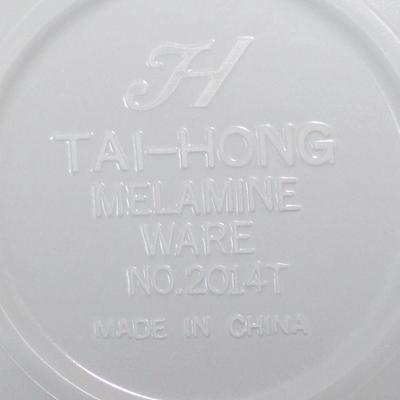 H
TAI-HONG
MELAMINE
WARE
NO.2014T
MADE IN CHINA